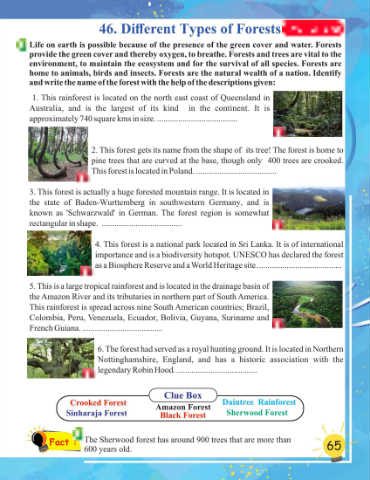 46. Different Types of Forests
Life on earth is possible because of the presence of the green cover and water. Forests
provide the green cover and thereby oxygen, to breathe. Forests and trees are vital to the
environment, to maintain the ecosystem and for the survival of all species. Forests are
home to animals, birds and insects. Forests are the natural wealth of a nation. Identify
and write the name of the forest with the help of the descriptions given:
1. This rainforest is located on the north east coast of Queensland in
Australia, and is the largest of its kind in the continent. It is
approximately 740 square kms in size. ......................................
2. This forest gets its name from the shape of its tree! The forest is home to
pine trees that are curved at the base, though only 400 trees are crooked.
This forest is located in Poland. ......................................
3. This forest is actually a huge forested mountain range. It is located in
the state of Baden-Wurttemberg in southwestern Germany, and is
known as 'Schwarzwald' in German. The forest region is somewhat
rectangular in shape. ......................................
4. This forest is a national park located in Sri Lanka. It is of international
importance and is a biodiversity hotspot. UNESCO has declared the forest
as a Biosphere Reserve and a World Heritage site. ......................................
5. This is a large tropical rainforest and is located in the drainage basin of
the Amazon River and its tributaries in northern part of South America.
This rainforest is spread across nine South American countries; Brazil,
Colombia, Peru, Venezuela, Ecuador, Bolivia, Guyana, Suriname and
French Guiana. ......................................
6. The forest had served as a royal hunting ground. It is located in Northern
Nottinghamshire, England, and has a historic association with the
legendary Robin Hood. ......................................
Clue Box
Crooked Forest Amazon Forest Daintree Rainforest
Sinharaja Forest Black Forest Sherwood Forest
Fact :
The Sherwood forest has around 900 trees that are more than
600 years old.
65